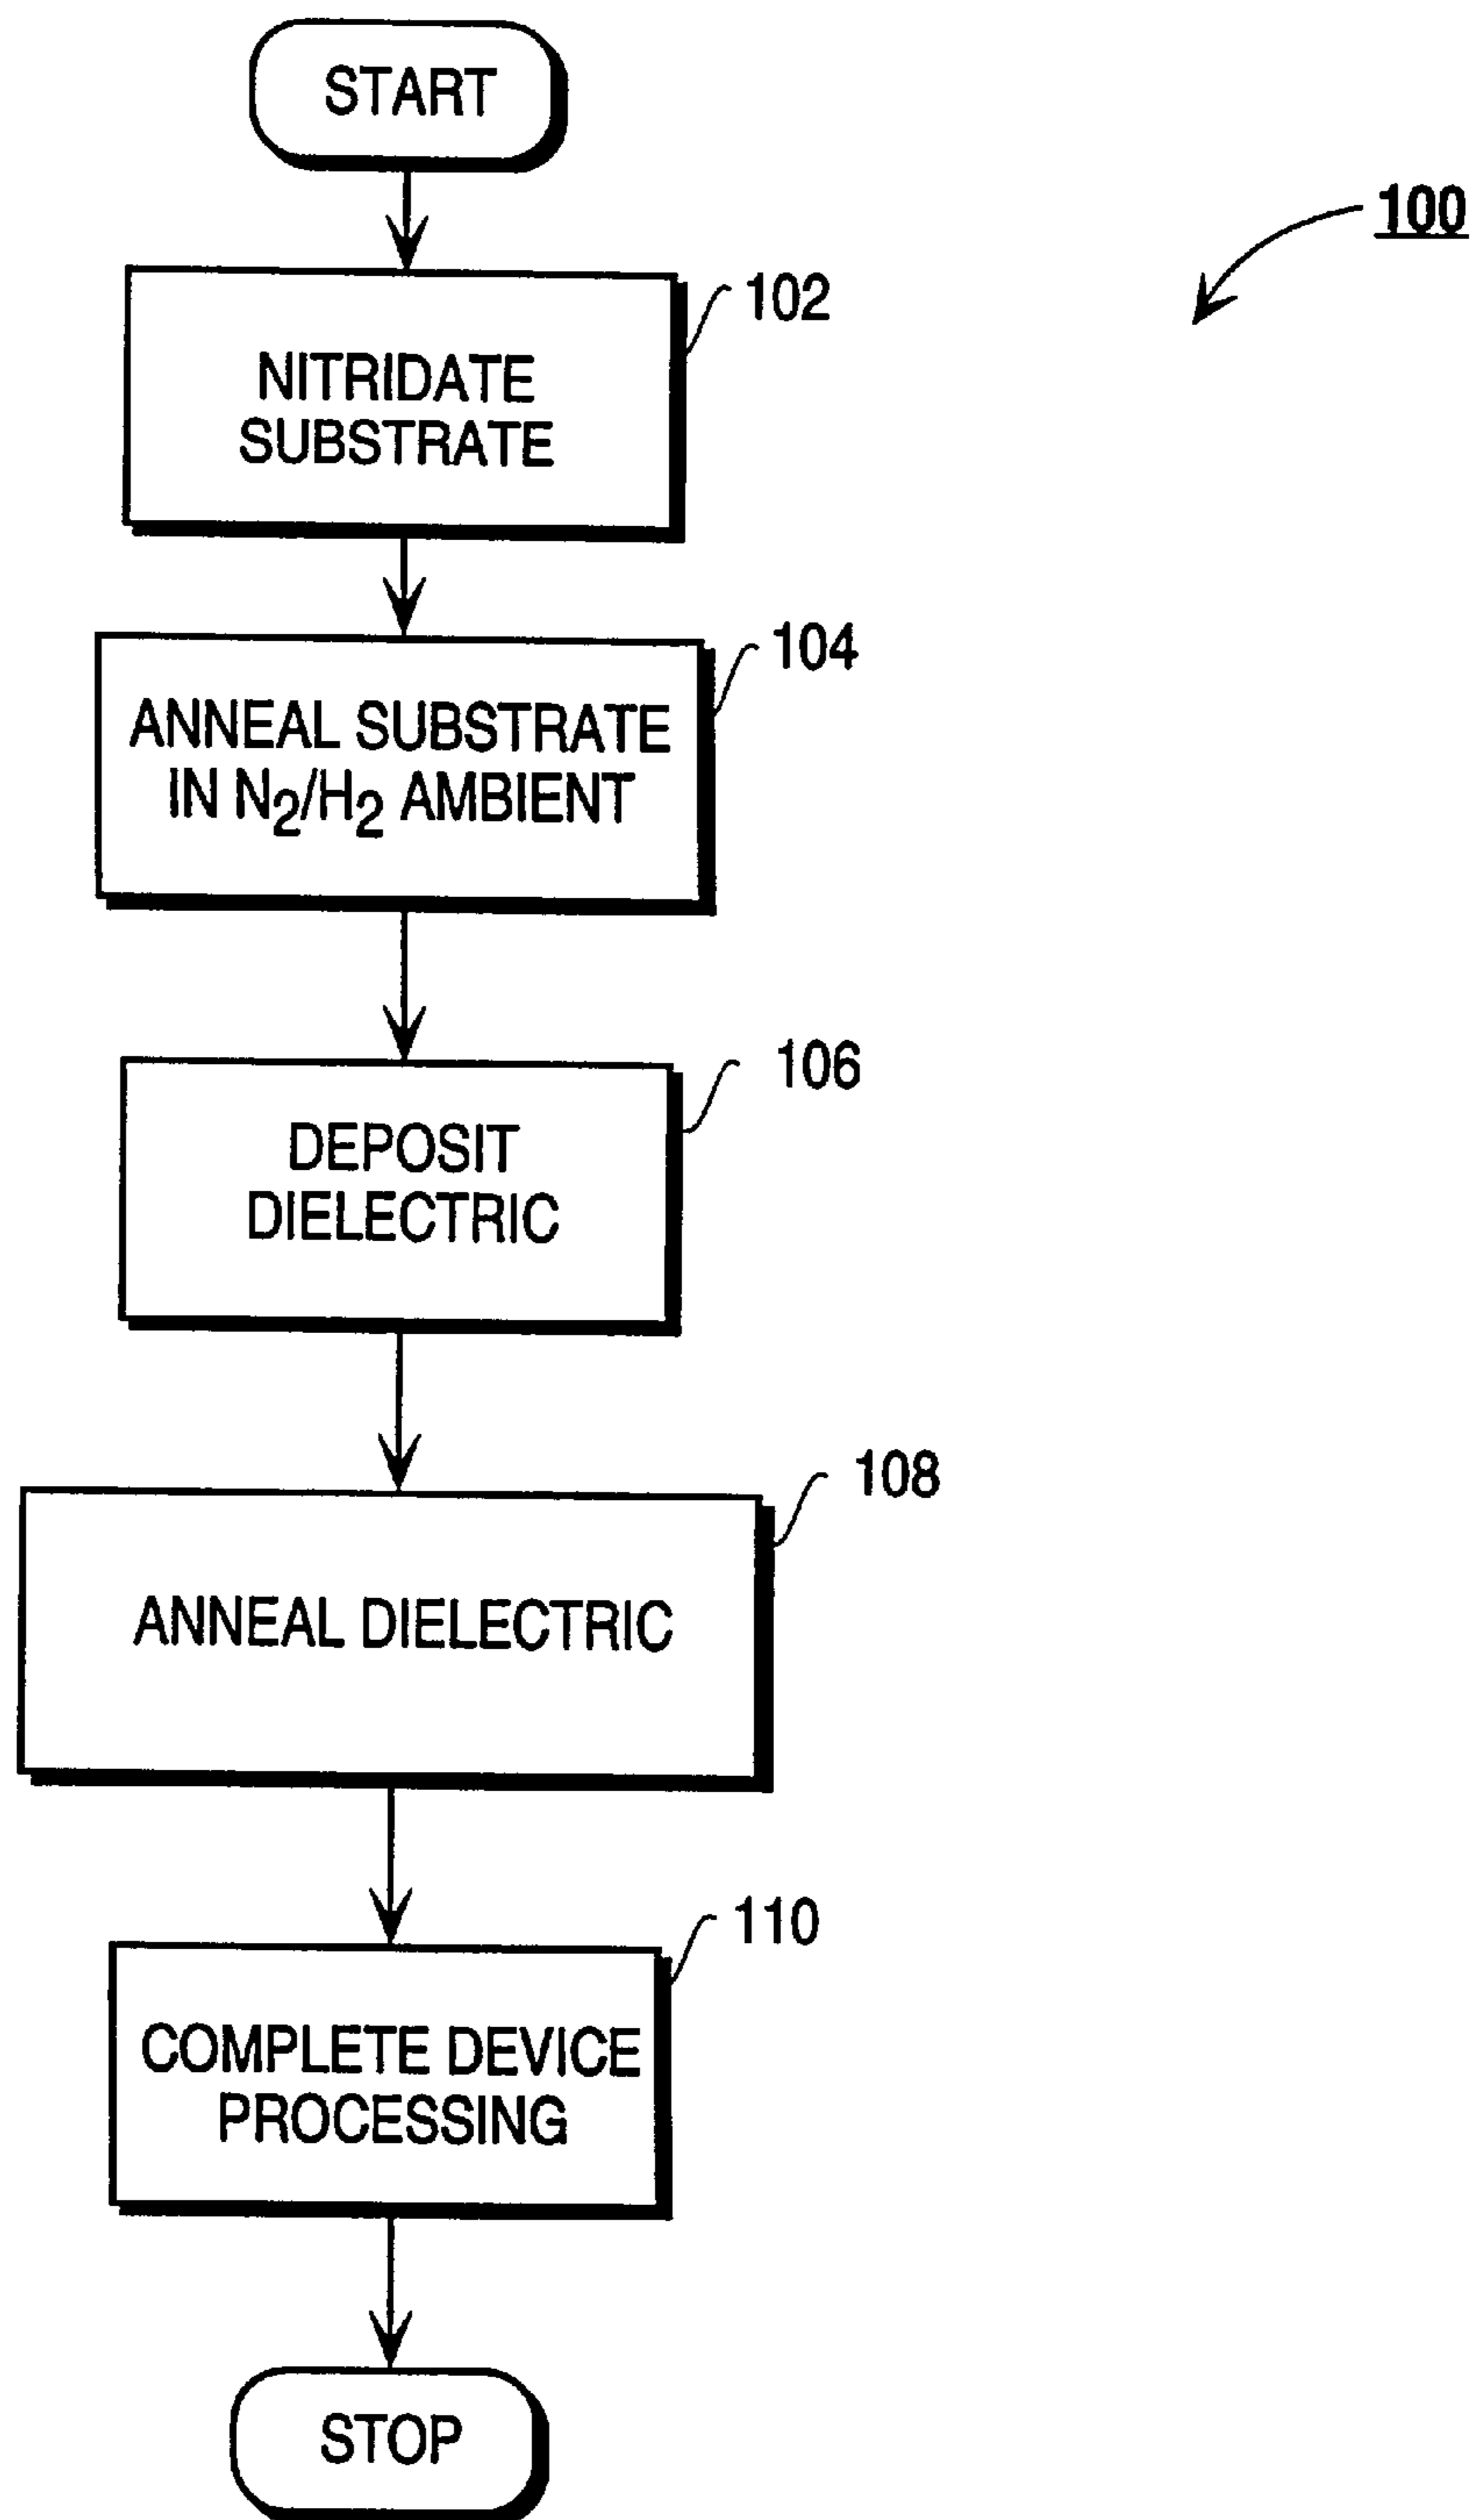 START
100
102
NITRIDATE
SUBSTRATE
104
ANNEAL SUBSTRATE
IN N2/H2 AMBIENT
106
DEPOSIT
DIELECTRIC
108
ANNEAL DIELECTRIC
110
COMPLETE DEVICE
PROCESSING
STOP